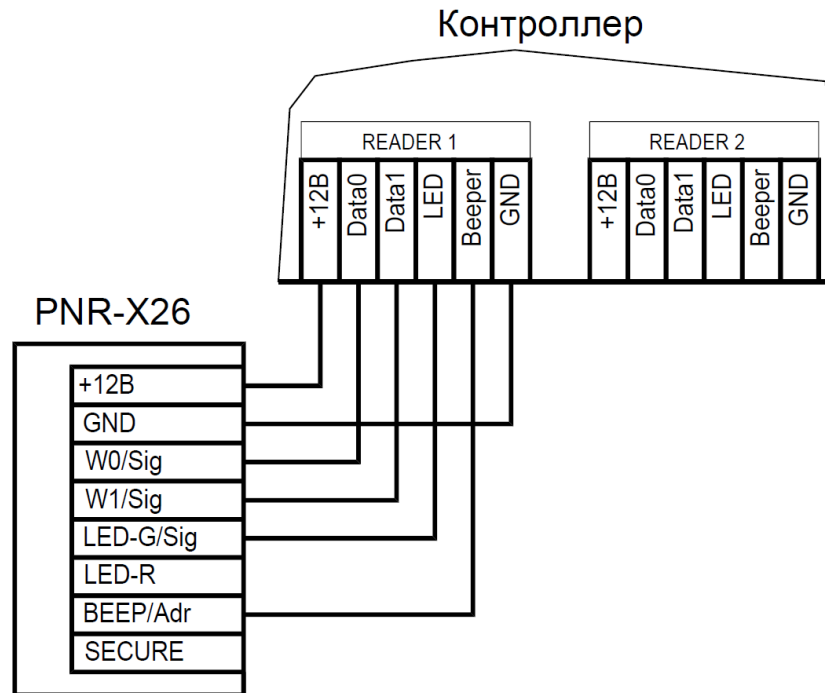 Контроллер
READER 1
READER 2
+12В
Data0
Data1
LED
Beeper
GND
+12В
Data0
Data1
LED
Beeper
GND
PNR-X26
+12В
GND
W0/Sig
W1/Sig
LED-G/Sig
LED-R
BEEP/Adr
SECURE